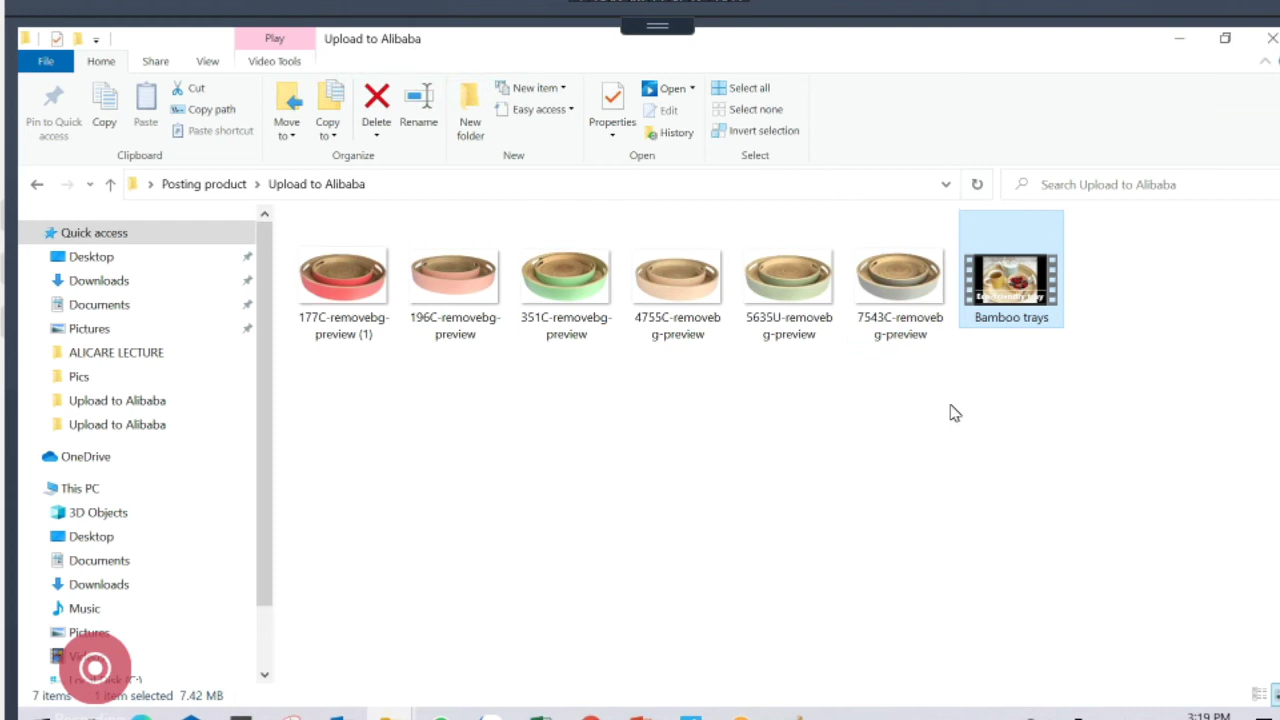 Play
Upload to Alibaba
File
Home
Share
View
Video Tools
Pin to Quick access
Copy
Paste
Cut
Copy path
Paste shortcut
Clipboard
Move to
Copy to
Delete
Rename
Organize
New folder
New item
Easy access
New
Properties
Open
Edit
History
Open
Select all
Select none
Invert selection
Select
Posting product
Upload to Alibaba
Search Upload to Alibaba
Quick access
Desktop
Downloads
Documents
Pictures
ALICARE LECTURE
Pics
Upload to Alibaba
Upload to Alibaba
OneDrive
This PC
3D Objects
Desktop
Documents
Downloads
Music
Pictures
177C-removebg-
preview (1)
196C-removebg-
preview
351C-removebg-
preview
4755C-removeb
g-preview
5635U-removeb
g-preview
7543C-removeb
g-preview
Bamboo trays
7 items
1 item selected 7.42 MB
3:19 PM